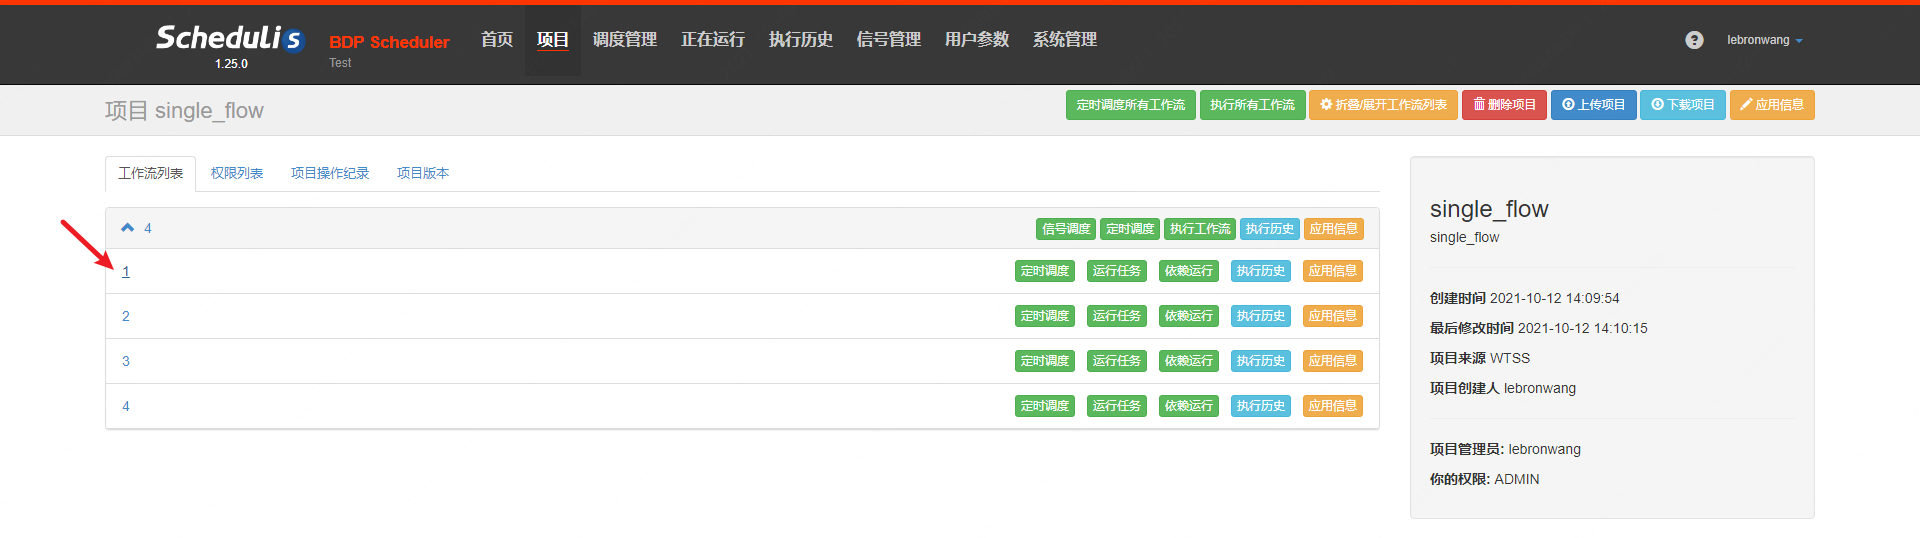 Schedulis
1.25.0
BDP Scheduler
Test
首页 项目 调度管理 正在运行 执行历史 信号管理 用户参数 系统管理
? lebronwang
项目 single_flow
定时调度所有工作流 执行所有工作流 折叠/展开工作流列表 删除项目 上传项目 下载项目 应用信息
工作流列表 权限列表 项目操作纪录 项目版本
4 信号调度 定时调度 执行工作流 执行历史 应用信息
1 定时调度 运行任务 依赖运行 执行历史 应用信息
2 定时调度 运行任务 依赖运行 执行历史 应用信息
3 定时调度 运行任务 依赖运行 执行历史 应用信息
4 定时调度 运行任务 依赖运行 执行历史 应用信息
single_flow
single_flow
创建时间 2021-10-12 14:09:54
最后修改时间 2021-10-12 14:10:15
项目来源 WTSS
项目创建人 lebronwang
项目管理员: lebronwang
你的权限: ADMIN